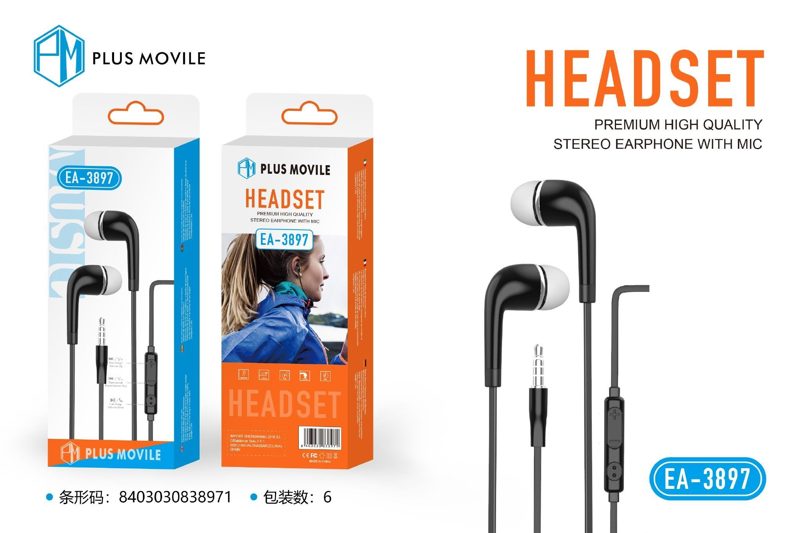 PM PLUS MOVILE
HEADSET
PREMIUM HIGH QUALITY
STEREO EARPHONE WITH MIC
MUSIC
EA-3897
PM PLUS MOVILE
PM PLUS MOVILE
HEADSET
PREMIUM HIGH QUALITY
STEREO EARPHONE WITH MIC
EA-3897
HEADSET
EA-3897
条形码：8403030838971
包装数：6